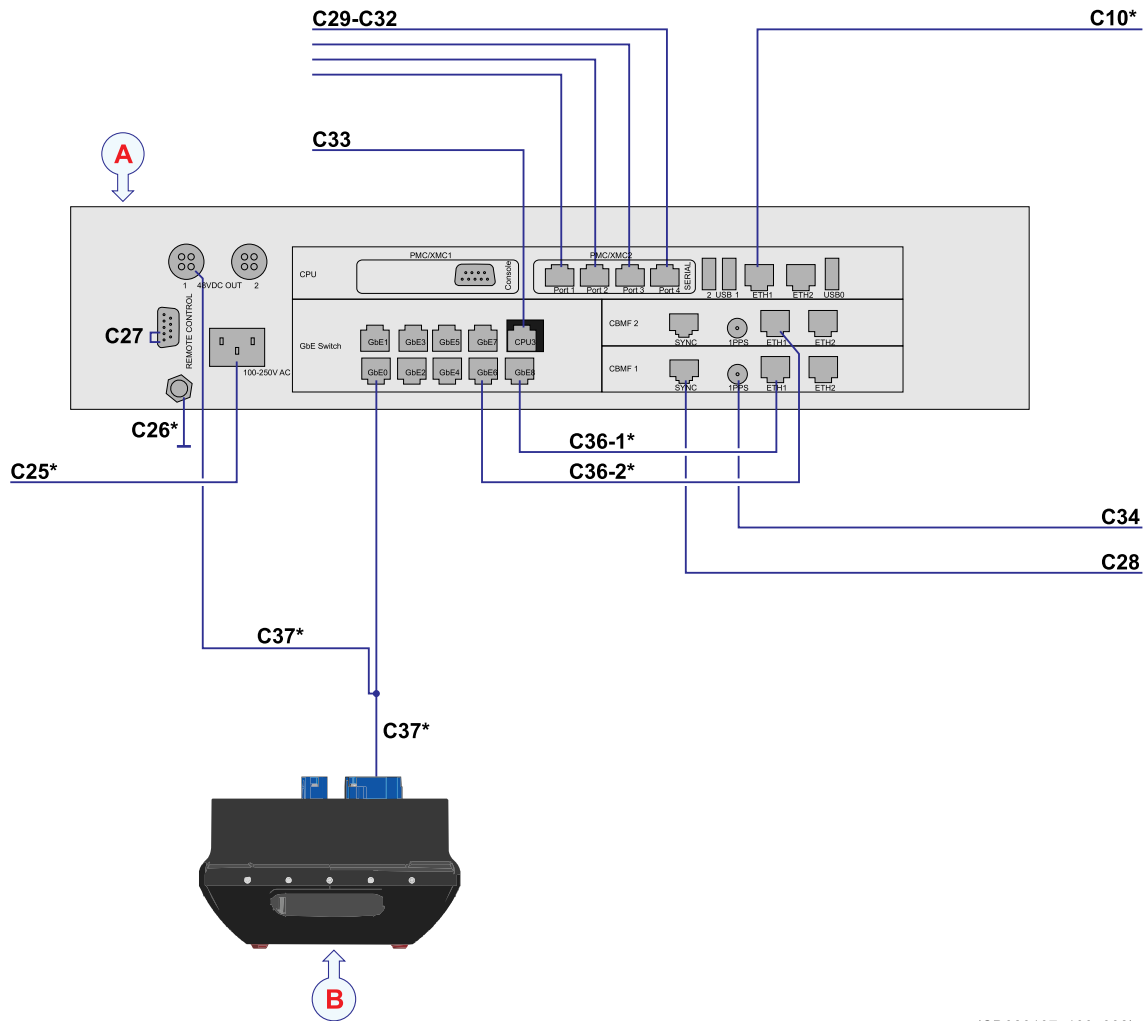 C29-C32
C10*
C33
A
PMC/XMC1
PMC/XMC2
CPU
Console
Port 1
Port 2
Port 3
Port 4
SERIAL
2 USB 1
ETH1
ETH2
USB0
1 48VDC OUT 2
C27
REMOTE CONTROL
100-250V AC
GbE Switch
GbE1
GbE3
GbE5
GbE7
CPU3
GbE0
GbE2
GbE4
GbE6
GbE8
CBMF 2
SYNC
1PPS
ETH1
ETH2
CBMF 1
SYNC
1PPS
ETH1
ETH2
C26*
C36-1*
C25*
C36-2*
C34
C28
C37*
C37*
B